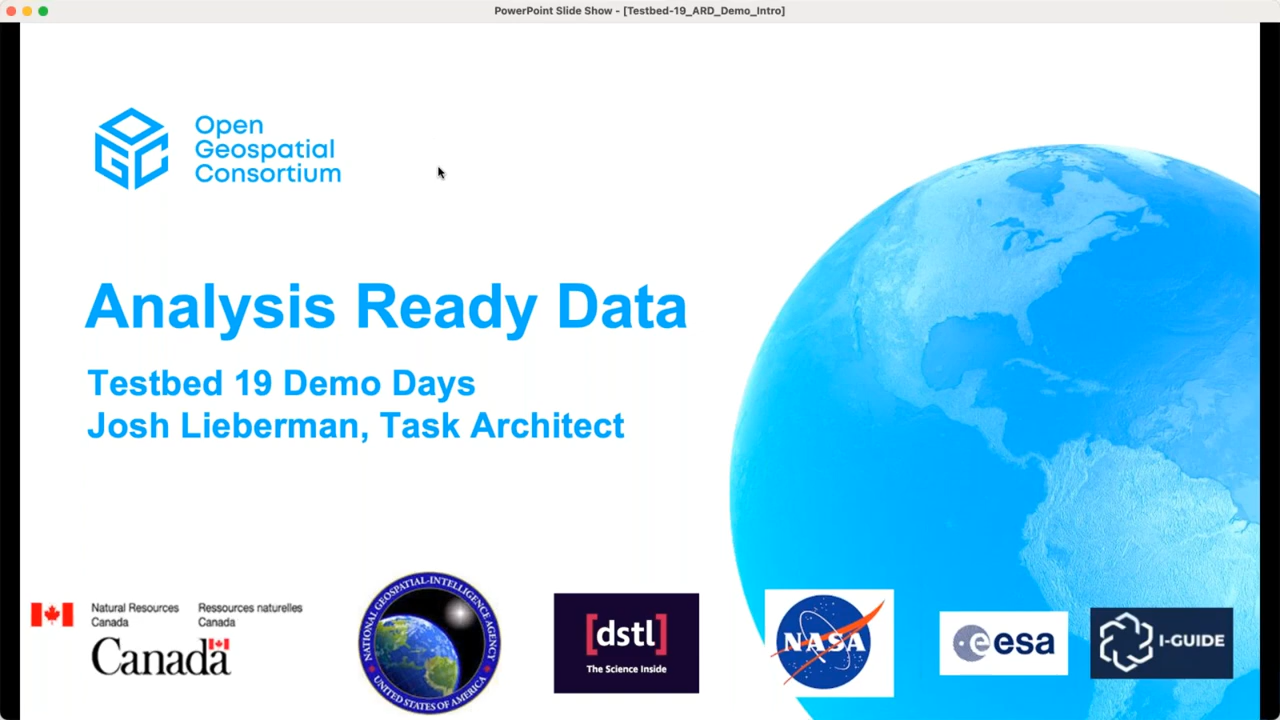 PowerPoint Slide Show - [Testbed-19_ARD_Demo_Intro]
OGC
Open
Geospatial
Consortium
Analysis Ready Data
Testbed 19 Demo Days
Josh Lieberman, Task Architect
Natural Resources
Canada
Ressources naturelles
Canada
Canada
NATIONAL GEOSPATIAL-INTELLIGENCE AGENCY
UNITED STATES OF AMERICA
[dstl]
The Science Inside
NASA
esa
I-GUIDE